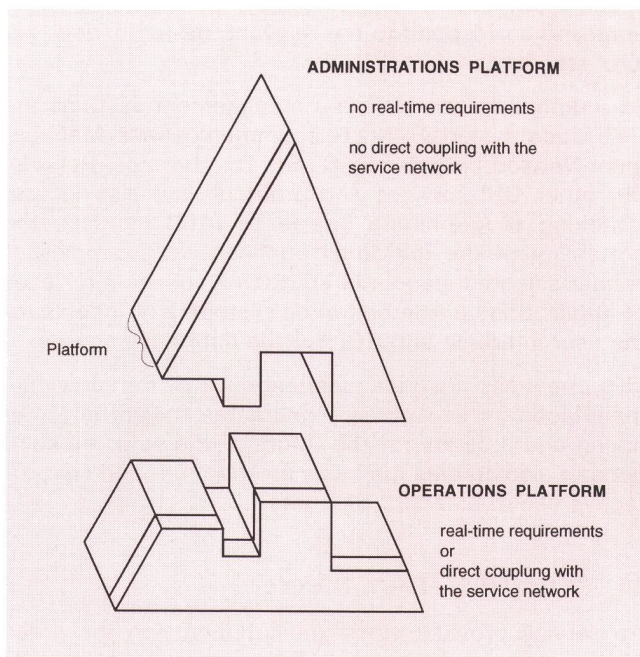 ADMINISTRATIONS PLATFORM
no real-time requirements
no direct coupling with the
service network
Platform
OPERATIONS PLATFORM
real-time requirements
or
direct couplung with
the service network